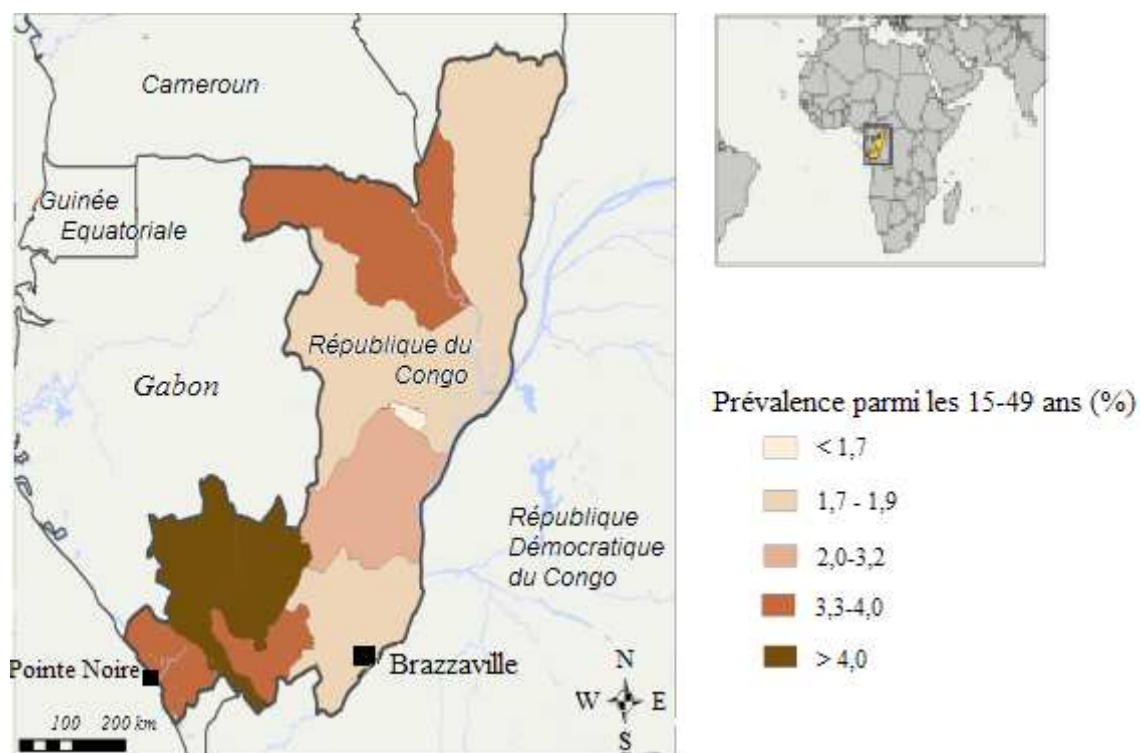 Cameroun
Guinée
Equatoriale
République du
Congo
Gabon
République
Démocratique
du Congo
Pointe Noire
Brazzaville
100 200 km
N
W E
S
Prévalence parmi les 15-49 ans (%)
< 1,7
1,7 - 1,9
2,0-3,2
3,3-4,0
> 4,0